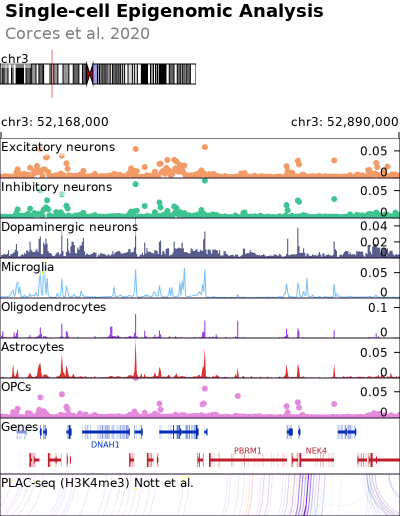 Single-cell Epigenomic Analysis
Corces et al. 2020
chr3
chr3: 52,168,000 chr3: 52,890,000
Excitatory neurons 0.05
0
Inhibitory neurons 0.05
0
Dopaminergic neurons 0.04
0.02
0
Microglia 0.05
0
Oligodendrocytes 0.1
0
Astrocytes 0.05
0
OPCs 0.05
0
Genes
DNAH1
PBRM1 NEK4
PLAC-seq (H3K4me3) Nott et al.